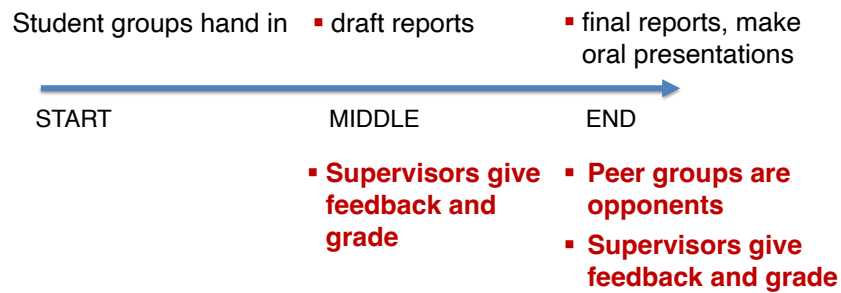 Student groups hand in
▪ draft reports
▪ final reports, make
oral presentations
START
MIDDLE
END
▪ Supervisors give
feedback and
grade
▪ Peer groups are
opponents
▪ Supervisors give
feedback and grade